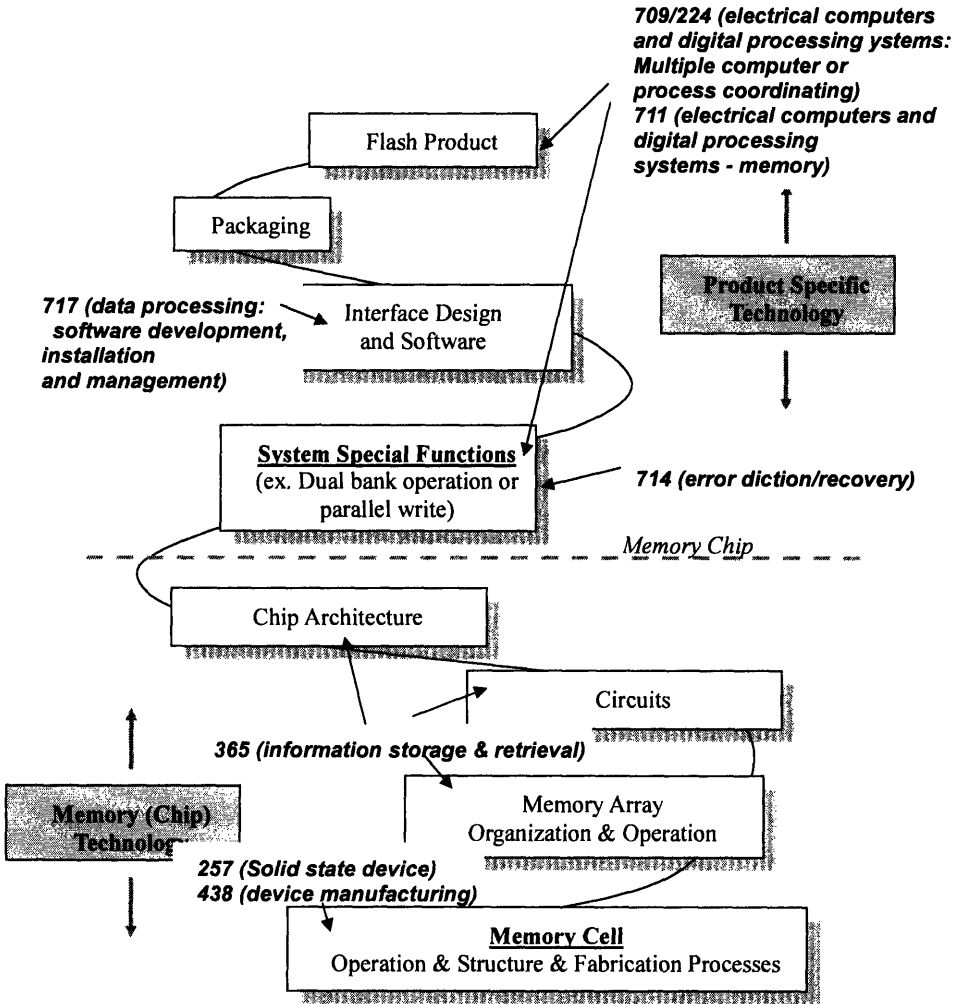 709/224 (electrical computers
and digital processing ystems:
Multiple computer or
process coordinating)
711 (electrical computers and
digital processing
systems - memory)
Flash Product
Packaging
Product Specific
Technology
717 (data processing:
software development,
installation
and management)
Interface Design
and Software
System Special Functions
(ex. Dual bank operation or
parallel write)
714 (error diction/recovery)
Memory Chip
Chip Architecture
Circuits
365 (information storage & retrieval)
Memory (Chip)
Technology
Memory Array
Organization & Operation
257 (Solid state device)
438 (device manufacturing)
Memory Cell
Operation & Structure & Fabrication Processes